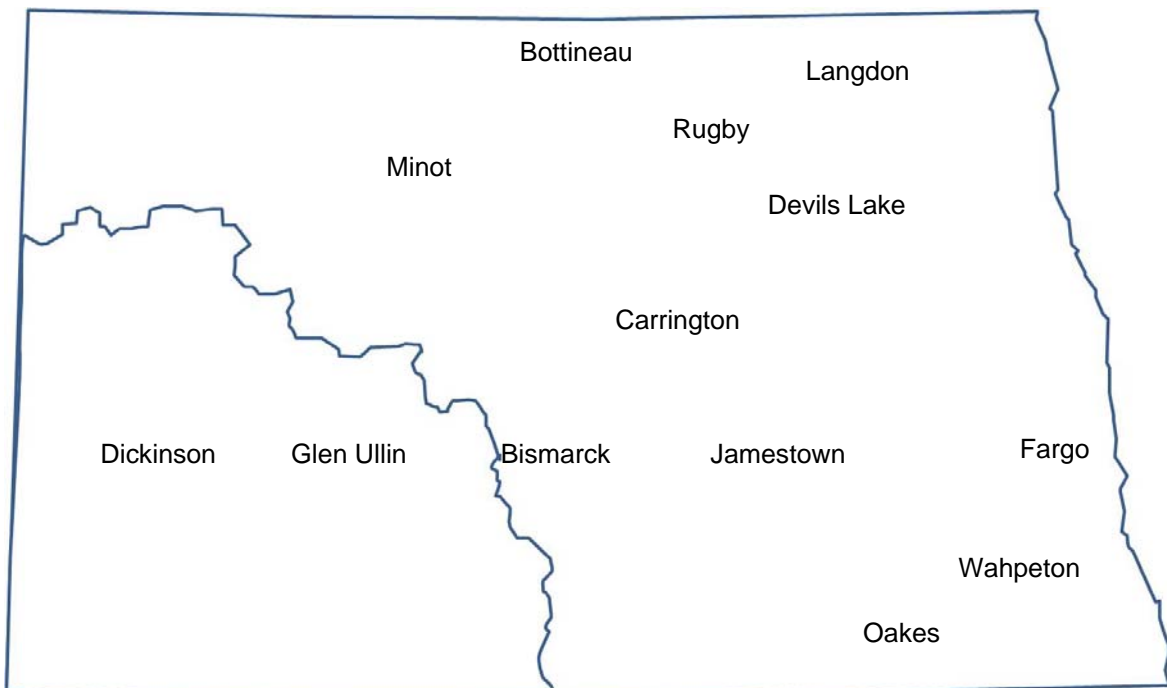 Bottineau
Langdon
Rugby
Minot
Devils Lake
Carrington
Dickinson
Glen Ullin
Bismarck
Jamestown
Fargo
Wahpeton
Oakes